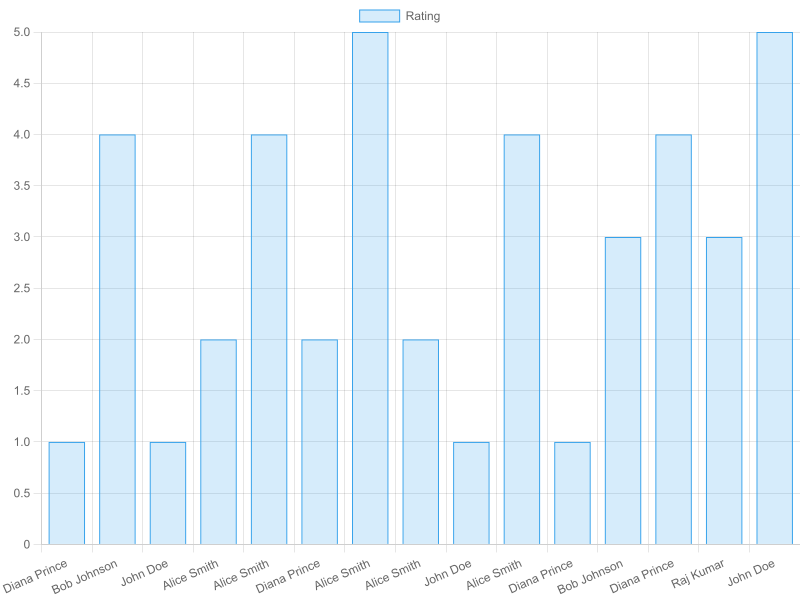 Rating
5.0
4.5
4.0
3.5
3.0
2.5
2.0
1.5
1.0
0.5
0
Diana Prince
Bob Johnson
John Doe
Alice Smith
Alice Smith
Diana Prince
Alice Smith
Alice Smith
John Doe
Alice Smith
Diana Prince
Bob Johnson
Diana Prince
Raj Kumar
John Doe